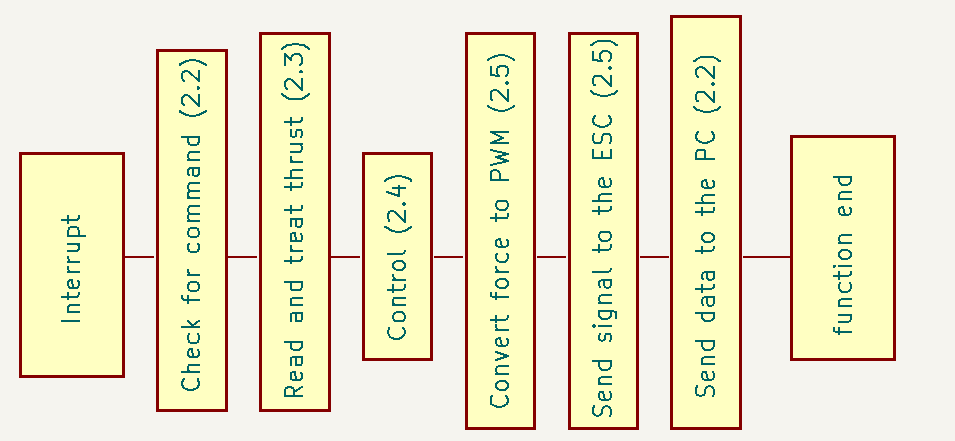 Interrupt
Check for command (2.2)
Read and treat thrust (2.3)
Control (2.4)
Convert force to PWM (2.5)
Send signal to the ESC (2.5)
Send data to the PC (2.2)
function end